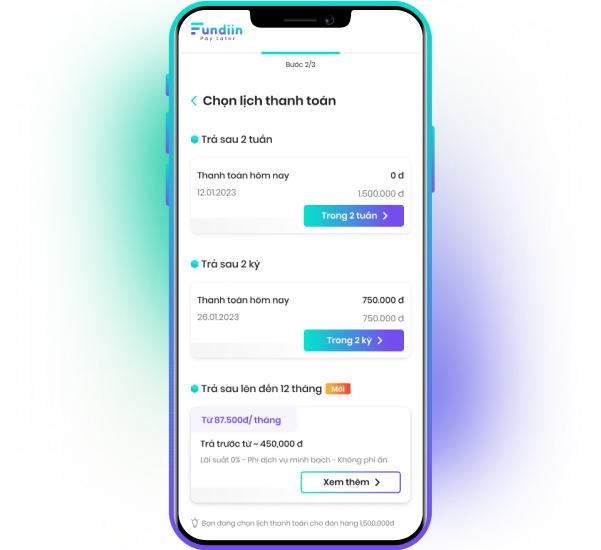 Fundiin
Pay Later
Bước 2/3
Chọn lịch thanh toán
Trả sau 2 tuần
Thanh toán hôm nay 0 đ
12.01.2023 1.500.000 đ
Trong 2 tuần
Trả sau 2 kỳ
Thanh toán hôm nay 750.000 đ
26.01.2023 750.000 đ
Trong 2 kỳ
Trả sau lên đến 12 tháng Mới
Từ 87.500đ/ tháng
Trả trước từ ~ 450,000 đ
Lãi suất 0% - Phí dịch vụ minh bạch - Không phí ẩn
Xem thêm
Bạn đang chọn lịch thanh toán cho đơn hàng 1.500.000đ